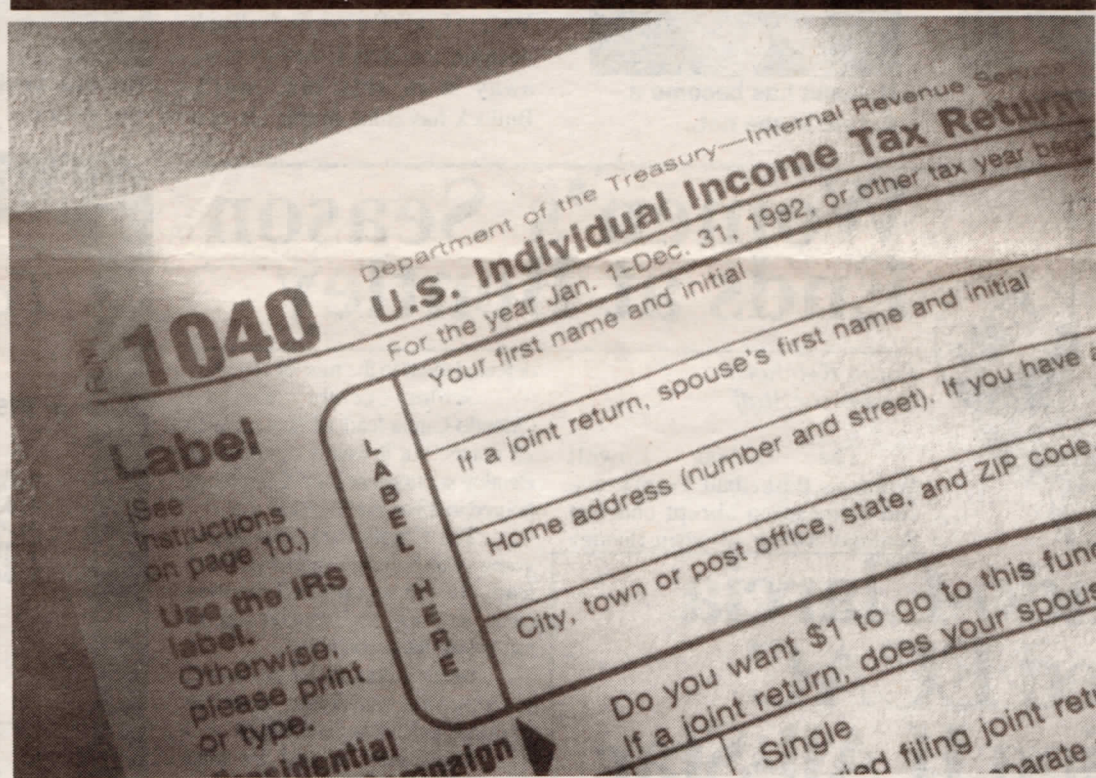 Department of the Treasury—Internal Revenue Service
Form 1040 U.S. Individual Income Tax Return
For the year Jan. 1–Dec. 31, 1992, or other tax year
Your first name and initial
If a joint return, spouse's first name and initial
Home address (number and street). If you have a
City, town or post office, state, and ZIP code.
Label
(See
instructions
on page 10.)
Use the IRS
label.
Otherwise,
please print
or type.
LABEL HERE
Do you want $1 to go to this
If a joint return, does your
Single
filing joint